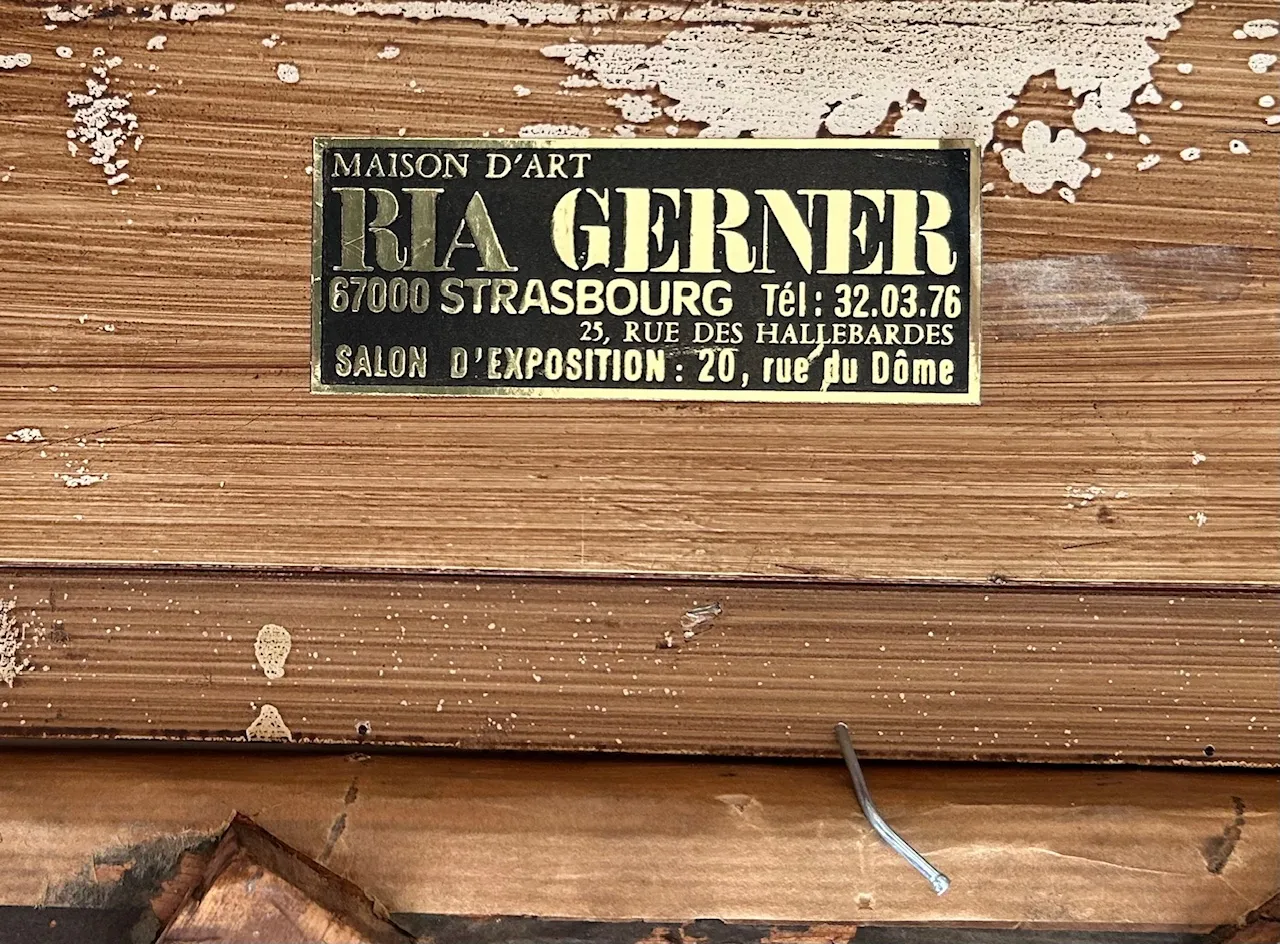 MAISON D'ART
RIA GERNER
67000 STRASBOURG Tél : 32.03.76
25, RUE DES HALLEBARDES
SALON D'EXPOSITION : 20, rue du Dôme